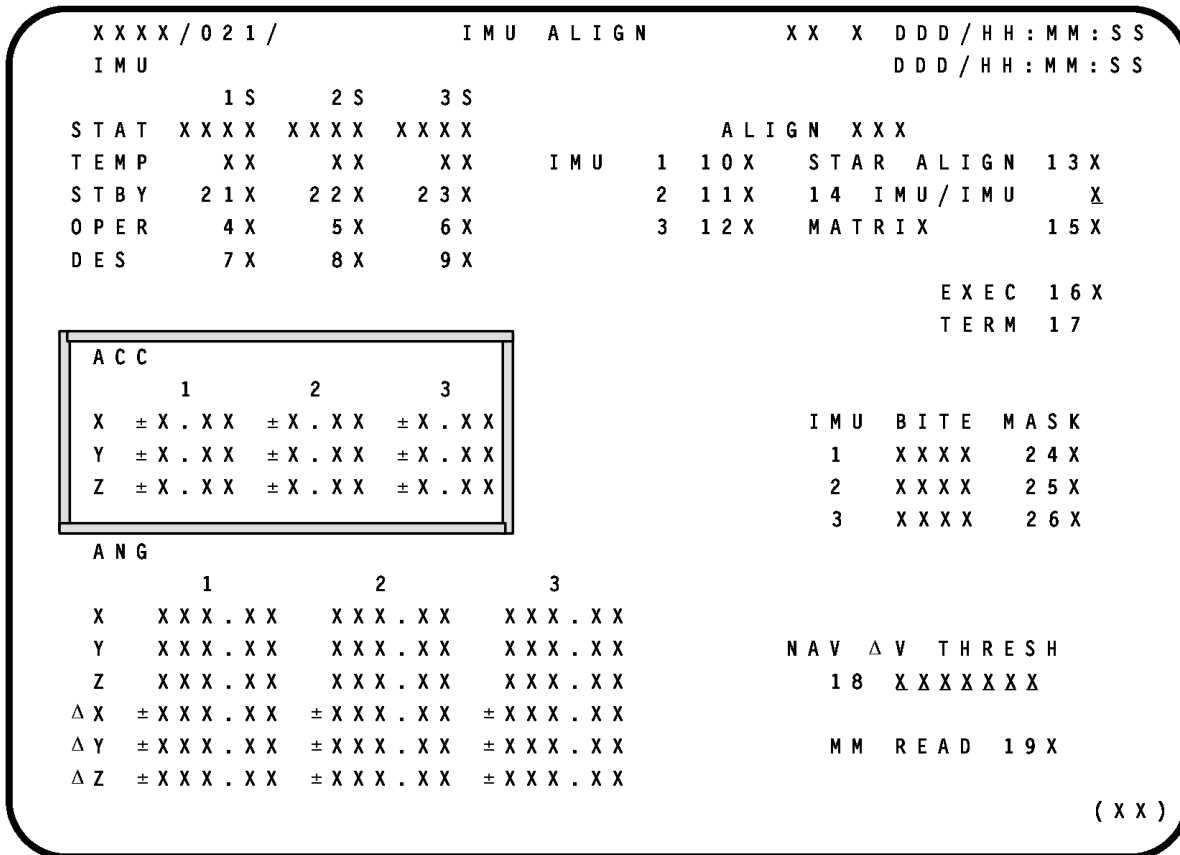 XXXX/021/ IMU ALIGN XX X DDD/HH:MM:SS
IMU DDD/HH:MM:SS
1S 2S 3S
STAT XXXX XXXX XXXX ALIGN XXX
TEMP XX XX XX IMU 1 10X STAR ALIGN 13X
STBY 21X 22X 23X 2 11X 14 IMU/IMU X
OPER 4X 5X 6X 3 12X MATRIX 15X
DES 7X 8X 9X
EXEC 16X
TERM 17
ACC
1 2 3
X ±X.XX ±X.XX ±X.XX IMU BITE MASK
Y ±X.XX ±X.XX ±X.XX 1 XXXX 24X
Z ±X.XX ±X.XX ±X.XX 2 XXXX 25X
3 XXXX 26X
ANG
1 2 3
X XXX.XX XXX.XX XXX.XX
Y XXX.XX XXX.XX XXX.XX NAV ΔV THRESH
Z XXX.XX XXX.XX XXX.XX 18 XXXXXXX
ΔX ±XXX.XX ±XXX.XX ±XXX.XX
ΔY ±XXX.XX ±XXX.XX ±XXX.XX MM READ 19X
ΔZ ±XXX.XX ±XXX.XX ±XXX.XX
(XX)